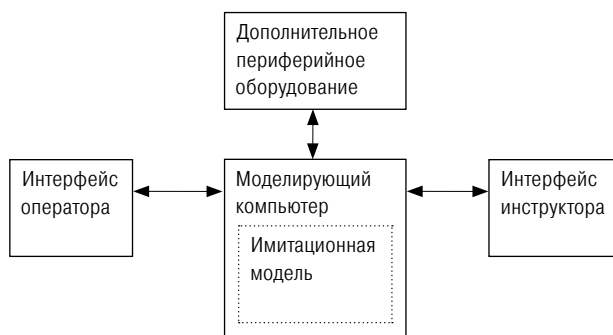 Дополнительное
периферийное
оборудование
Интерфейс
оператора
Моделирующий
компьютер
Имитационная
модель
Интерфейс
инструктора